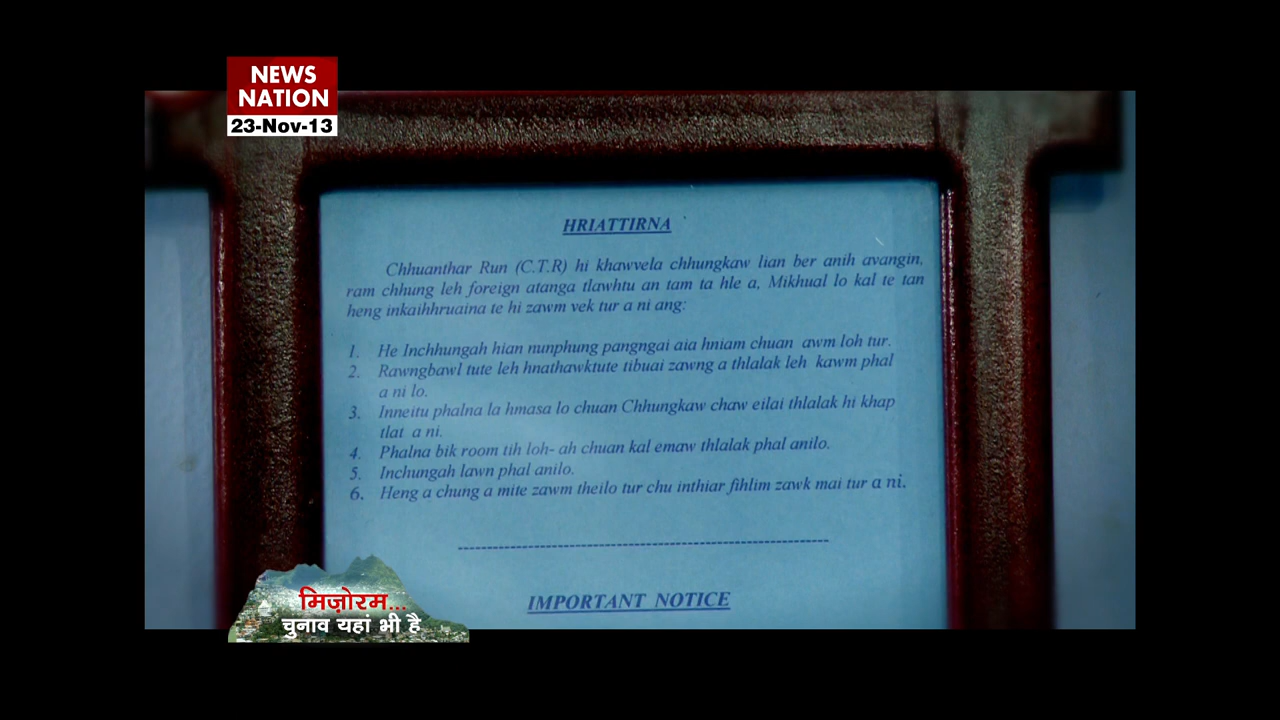 NEWS
NATION
23-Nov-13
HRIATTIRNA
Chhuanthar Run (C.T.R) hi khawvela chhungkaw lian ber anih avangin,
ram chhung leh foreign atanga tlawhtu an tam ta hle a, Mikhual lo kal te tan
heng inkaihhruaina te hi zawm vek tur a ni ang:
1. He Inchhungah hian nunphung pangngai aia hniam chuan awm loh tur.
2. Rawngbawl tute leh hnathawktute tibuai zawng a thlalak leh kawm phal
a ni lo.
3. Inneitu phalna la hmasa lo chuan Chhungkaw chaw eilai thlalak hi khap
tlat a ni.
4. Phalna bik room tih loh- ah chuan kal emaw thlalak phal anilo.
5. Inchungah lawn phal anilo.
6. Heng a chung a mite zawm theilo tur chu inthiar fihlim zawk mai tur a ni.
IMPORTANT NOTICE
मिज़ोरम...
चुनाव यहां भी है